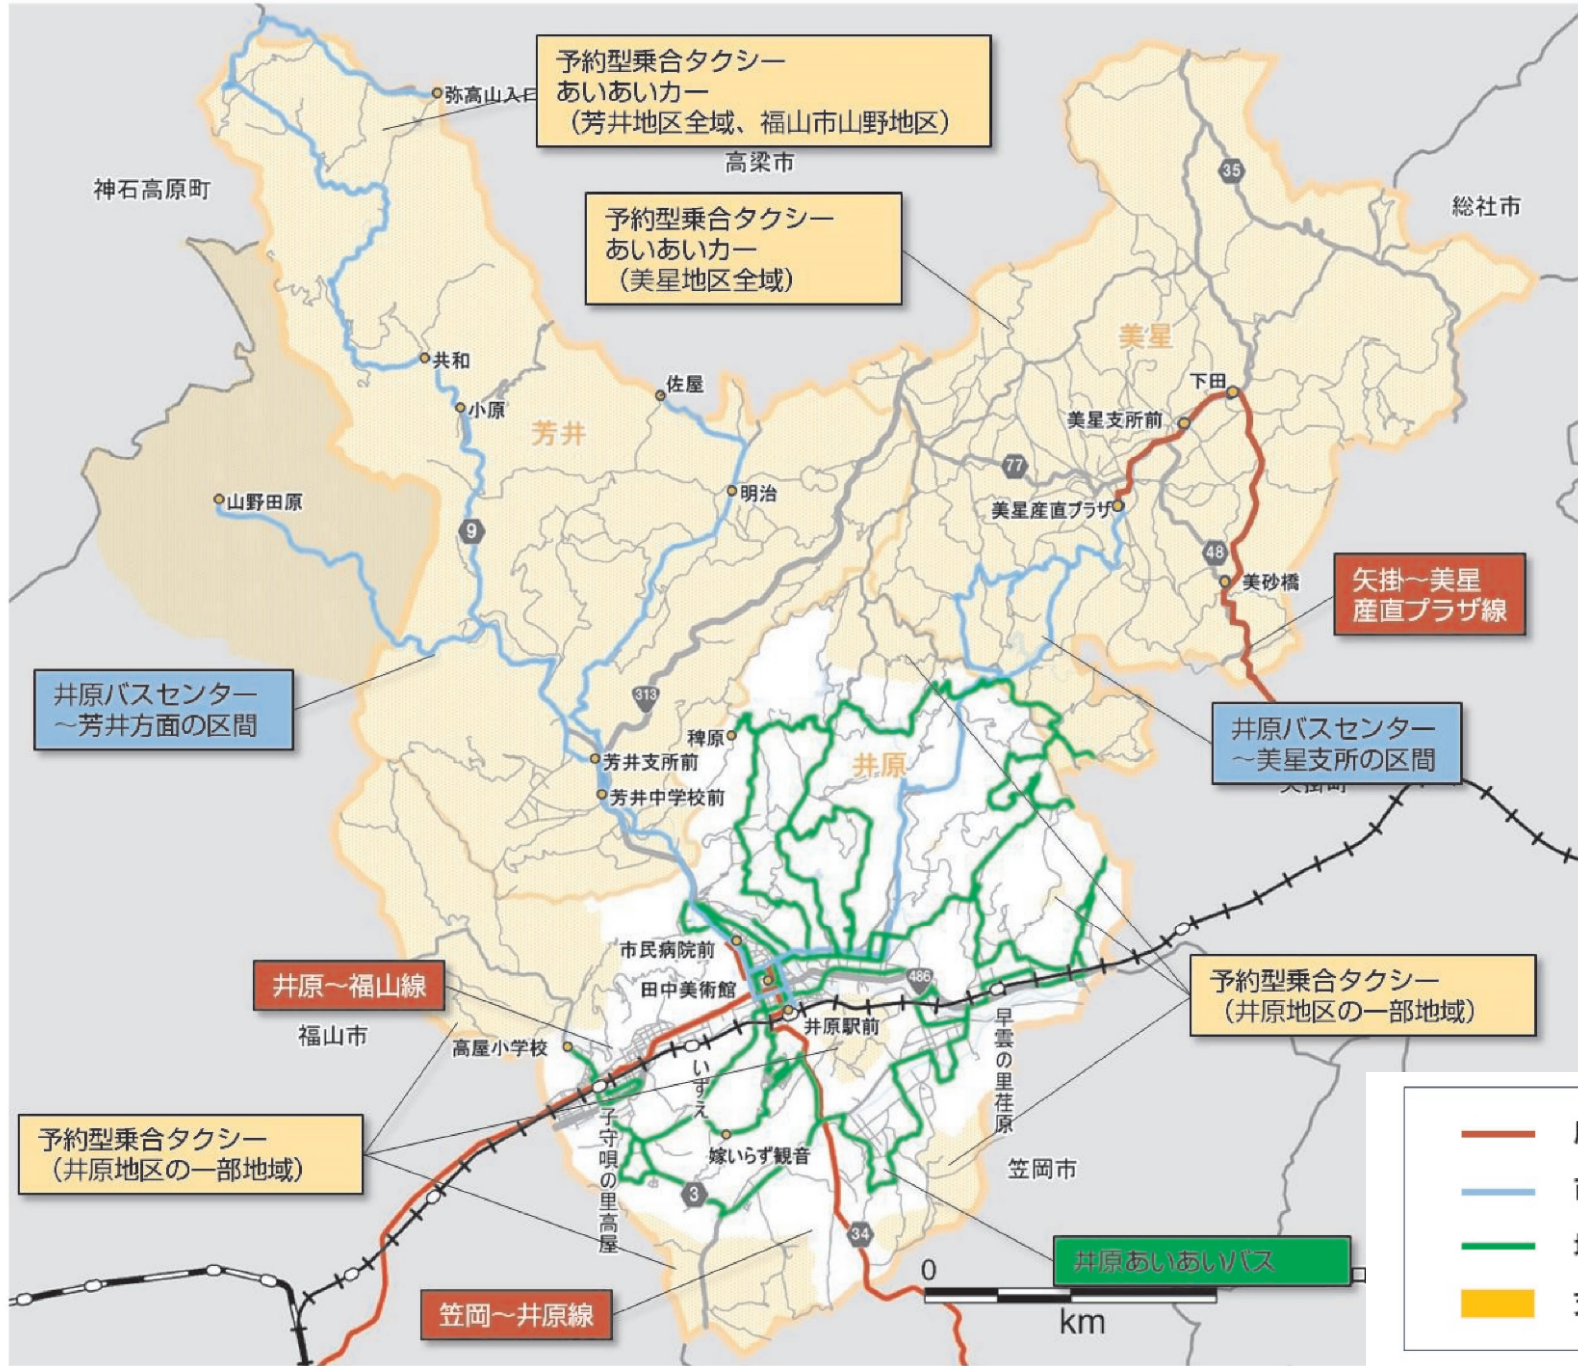 予約型乗合タクシー
あいあいカー
(芳井地区全域、福山市山野地区)
弥高山入口
高梁市
神石高原町
35
総社市
予約型乗合タクシー
あいあいカー
(美星地区全域)
美星
共和
佐屋
下田
小原
美星支所前
芳井
77
明治
山野田原
美星産直プラザ
9
48
美砂橋
矢掛~美星
産直プラザ線
井原バスセンター
~芳井方面の区間
313
稗原
井原バスセンター
~美星支所の区間
芳井支所前
井原
芳井中学校前
市民病院前
486
井原~福山線
田中美術館
予約型乗合タクシー
(井原地区の一部地域)
福山市
井原駅前
高屋小学校
早雲の里荏原
いずえ
子守唄の里高屋
予約型乗合タクシー
(井原地区の一部地域)
嫁いらず観音
笠岡市
3
34
井原あいあいバス
0
km
笠岡~井原線